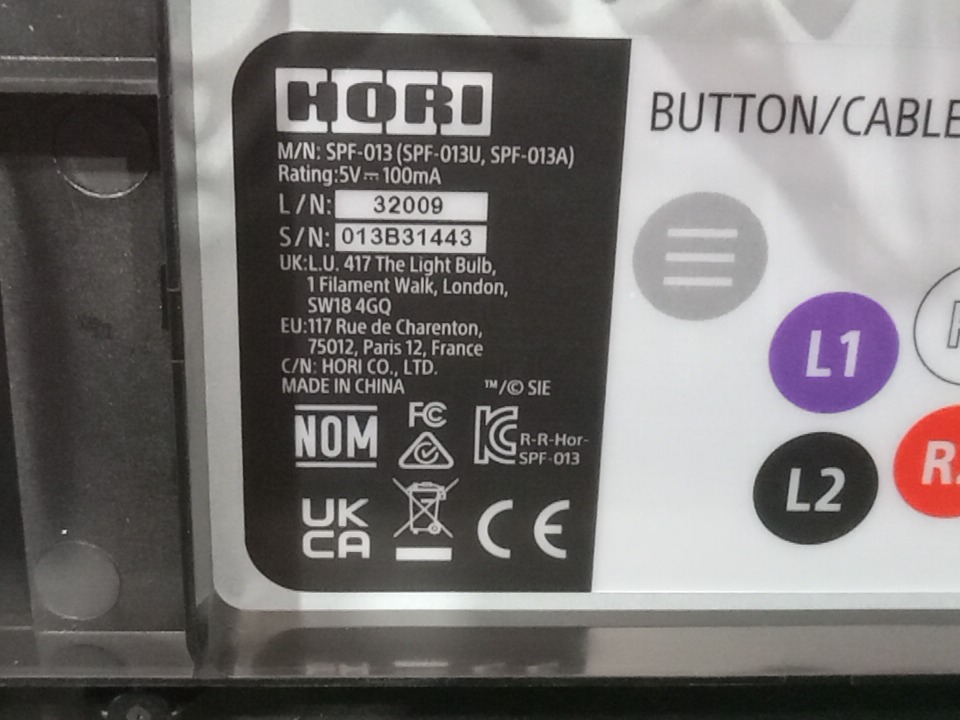 HORI
M/N: SPF-013 (SPF-013U, SPF-013A)
Rating:5V⎓100mA
L/N: 32009
S/N: 013B31443
UK:L.U. 417 The Light Bulb,
1 Filament Walk, London,
SW18 4GQ
EU:117 Rue de Charenton,
75012, Paris 12, France
C/N: HORI CO., LTD.
MADE IN CHINA ™/© SIE
NOM FC KC R-R-Hor-
SPF-013
UK
CA CE
BUTTON/CABLE
L1
L2